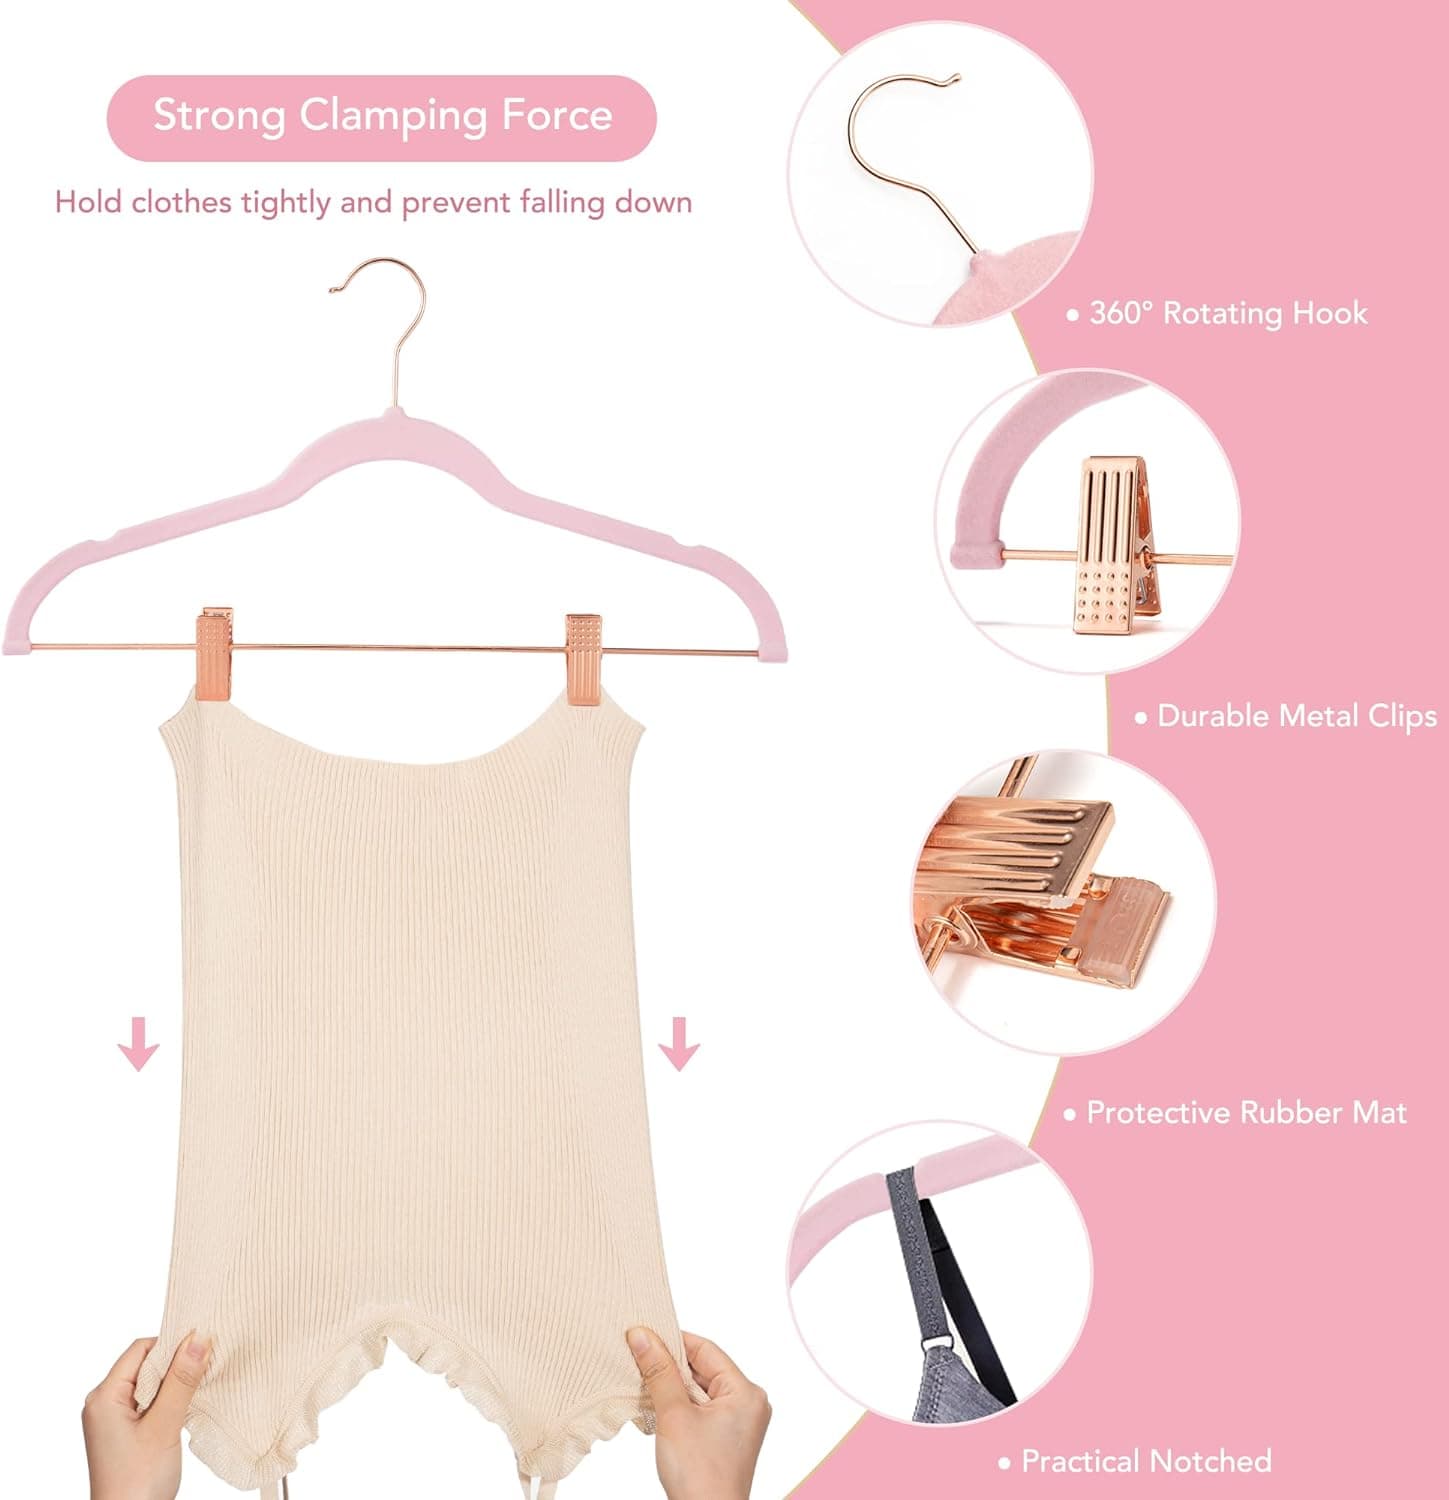 Strong Clamping Force
Hold clothes tightly and prevent falling down
• 360° Rotating Hook
• Durable Metal Clips
• Protective Rubber Mat
• Practical Notched